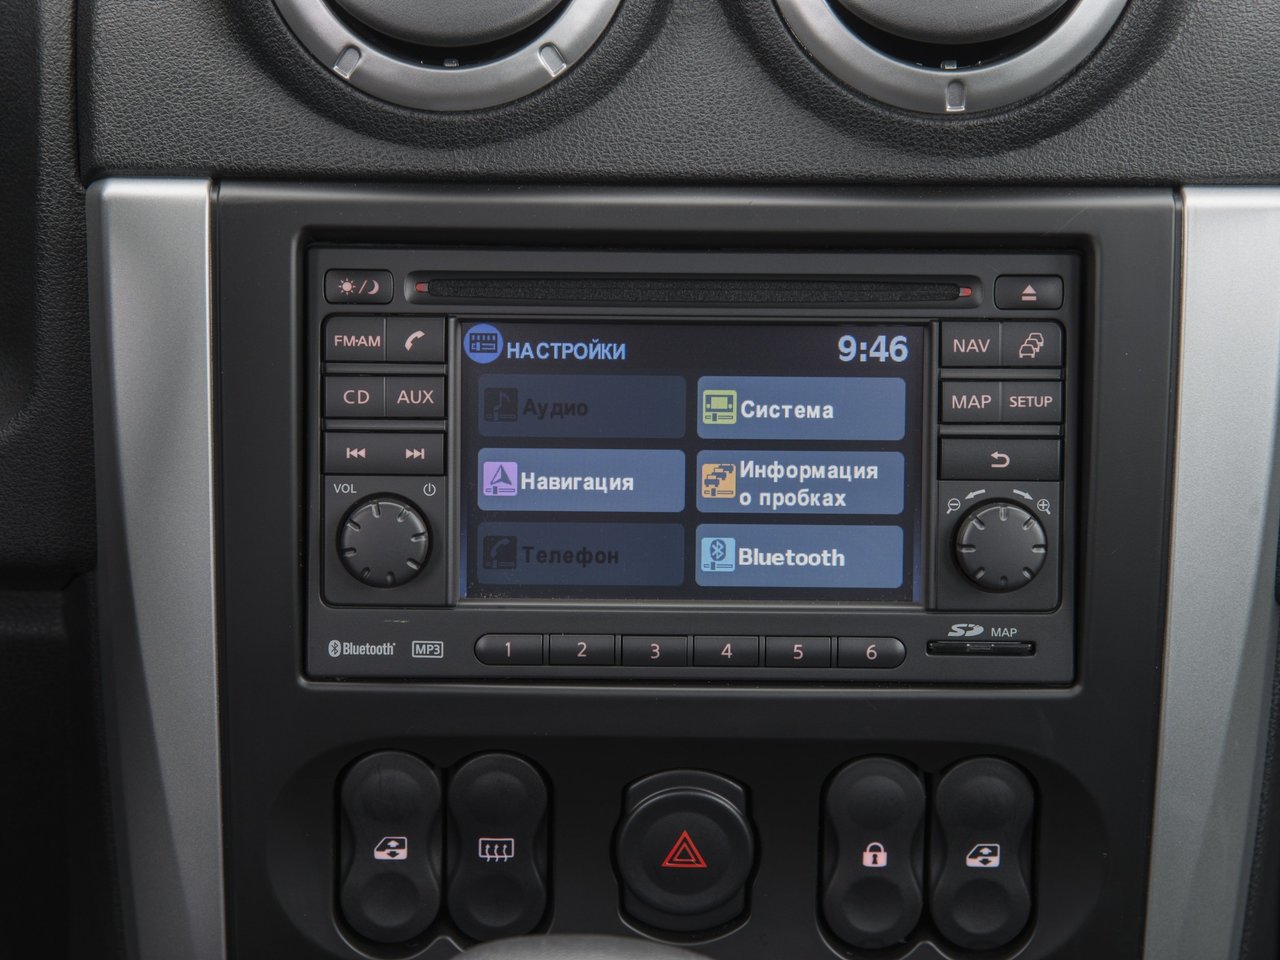 FM·AM
CD
AUX
VOL
НАСТРОЙКИ
9:46
Аудио
Система
Навигация
Информация
о пробках
Телефон
Bluetooth
NAV
MAP
SETUP
Bluetooth
MP3
1
2
3
4
5
6
SD
MAP